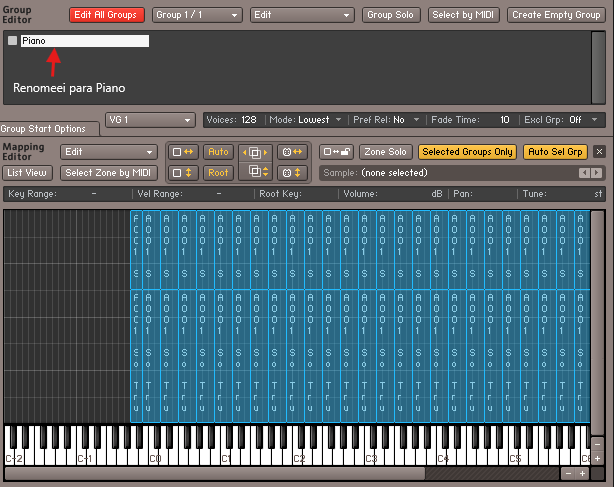 Group Editor
Edit All Groups
Group 1 / 1
Edit
Group Solo
Select by MIDI
Create Empty Group
Piano
Renomeei para Piano
Group Start Options
VG 1
Voices: 128
Mode: Lowest
Pref Rel: No
Fade Time: 10
Excl Grp: Off
Mapping Editor
Edit
Auto
Zone Solo
Selected Groups Only
Auto Sel Grp
List View
Select Zone by MIDI
Root
Sample: (none selected)
Key Range: -
Vel Range: -
Root Key:
Volume: dB
Pan:
Tune: st
C-2
C-1
C1
C2
C3
C4
C5